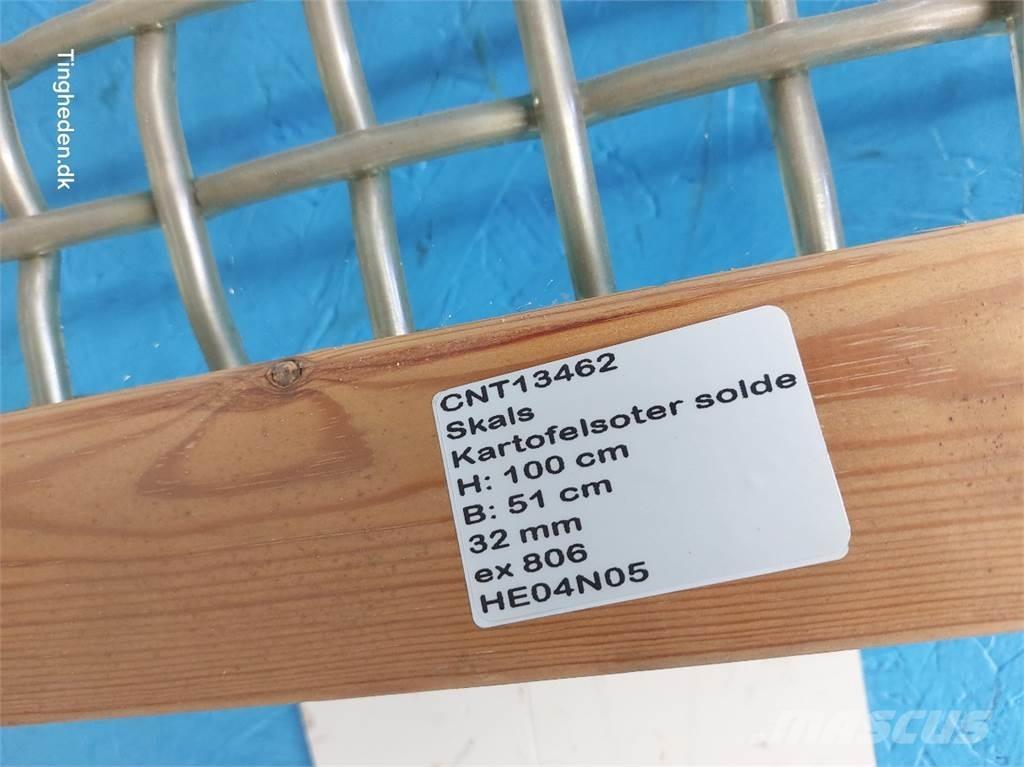 Tingheden.dk
CNT13462
Skals
Kartofelsoter solde
H: 100 cm
B: 51 cm
32 mm
ex 806
HE04N05
MASCUS